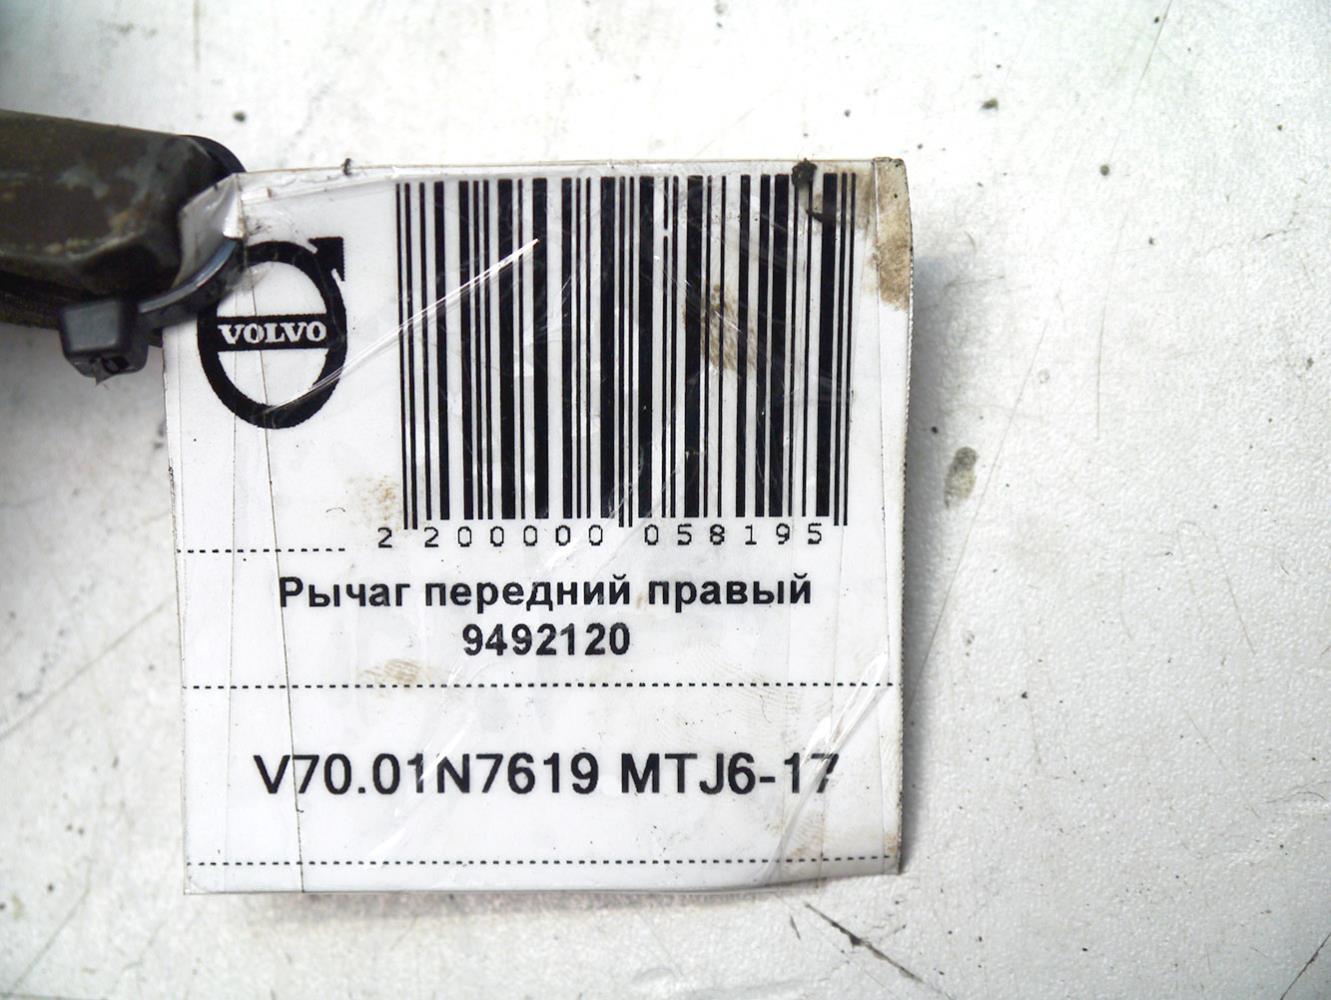 VOLVO
2 200000 058195
Рычаг передний правый
9492120
V70.01N7619 MTJ6-17